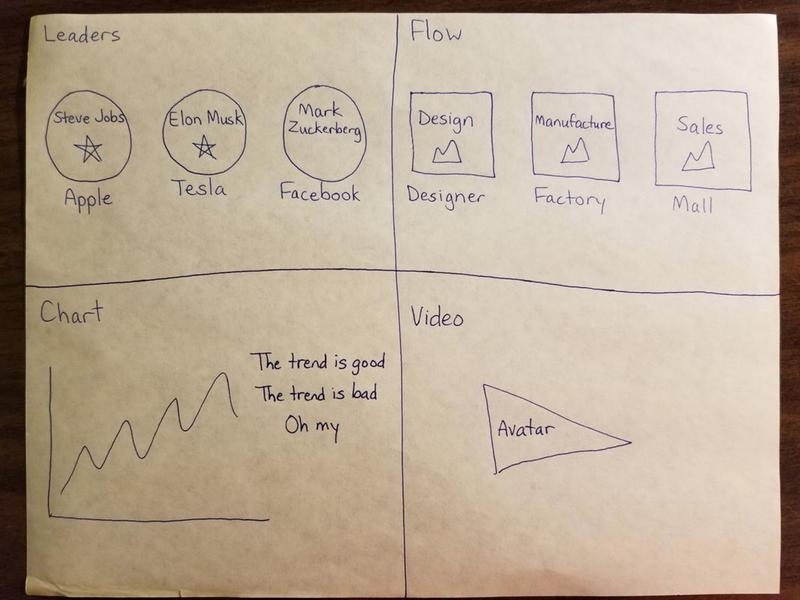 Leaders
Steve Jobs
Elon Musk
Mark
Zuckerberg
Apple
Tesla
Facebook
Flow
Design
Manufacture
Sales
Designer
Factory
Mall
Chart
The trend is good
The trend is bad
Oh my
Video
Avatar